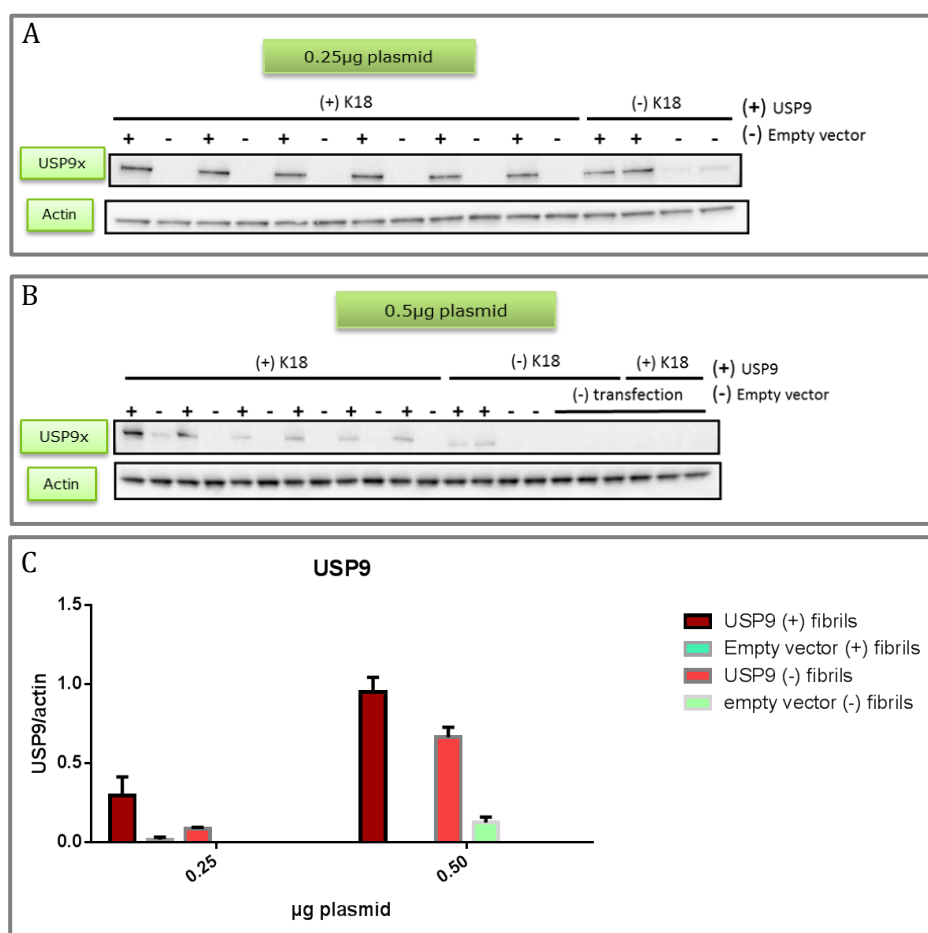 A
0.25µg plasmid
(+) K18 (-) K18 (+) USP9
+ - + - + - + - + - + - + + - - (-) Empty vector
USP9x
Actin
B
0.5µg plasmid
(+) K18 (-) K18 (+) K18 (+) USP9
(-) transfection (-) Empty vector
+ - + - + - + - + - + - + + - -
USP9x
Actin
C
USP9
1.5
1.0
0.5
0.0
USP9/actin
0.25
0.50
µg plasmid
USP9 (+) fibrils
Empty vector (+) fibrils
USP9 (-) fibrils
empty vector (-) fibrils